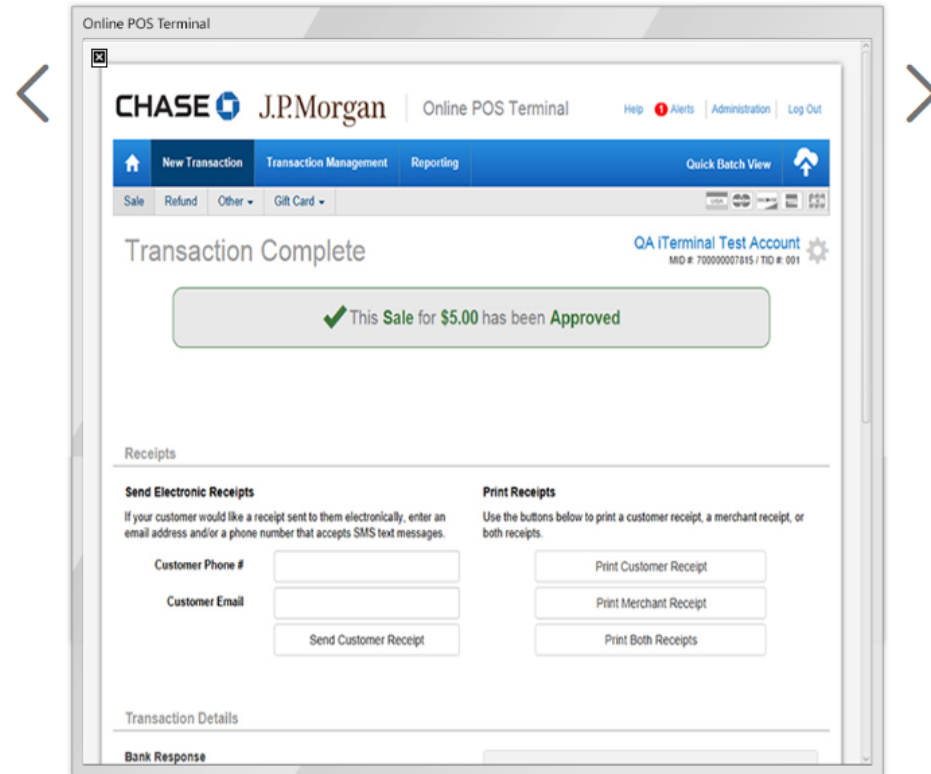 Online POS Terminal
CHASE J.P.Morgan Online POS Terminal Help 1 Alerts Administration Log Out
New Transaction Transaction Management Reporting Quick Batch View
Sale Refund Other Gift Card VISA
Transaction Complete
QA iTerminal Test Account
MID #: 700000007815 / TID #: 001
This Sale for $5.00 has been Approved
Receipts
Send Electronic Receipts
If your customer would like a receipt sent to them electronically, enter an
email address and/or a phone number that accepts SMS text messages.
Customer Phone #
Customer Email
Send Customer Receipt
Print Receipts
Use the buttons below to print a customer receipt, a merchant receipt, or
both receipts.
Print Customer Receipt
Print Merchant Receipt
Print Both Receipts
Transaction Details
Bank Response